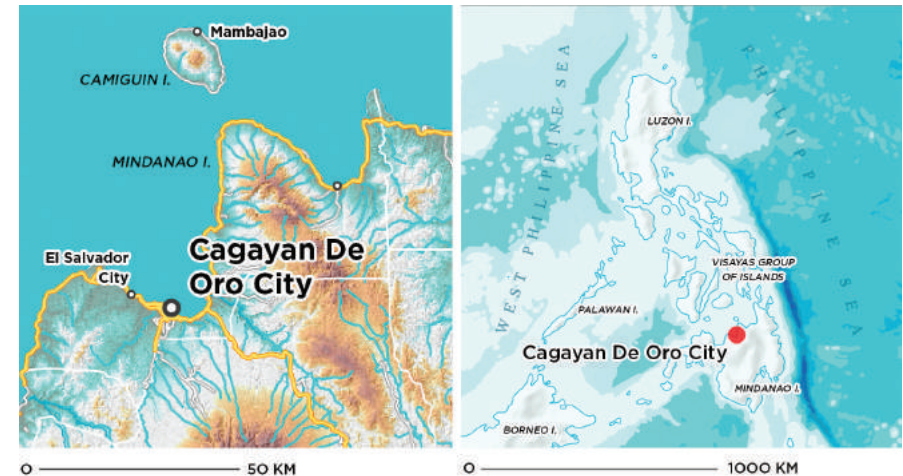 Mambajao
CAMIGUIN I.
MINDANAO I.
El Salvador
City
Cagayan De
Oro City
0 50 KM
WEST PHILIPPINE SEA
PHILIPPINE SEA
LUZON I.
VISAYAS GROUP
OF ISLANDS
PALAWAN I.
Cagayan De Oro City
MINDANAO I.
BORNEO I.
0 1000 KM